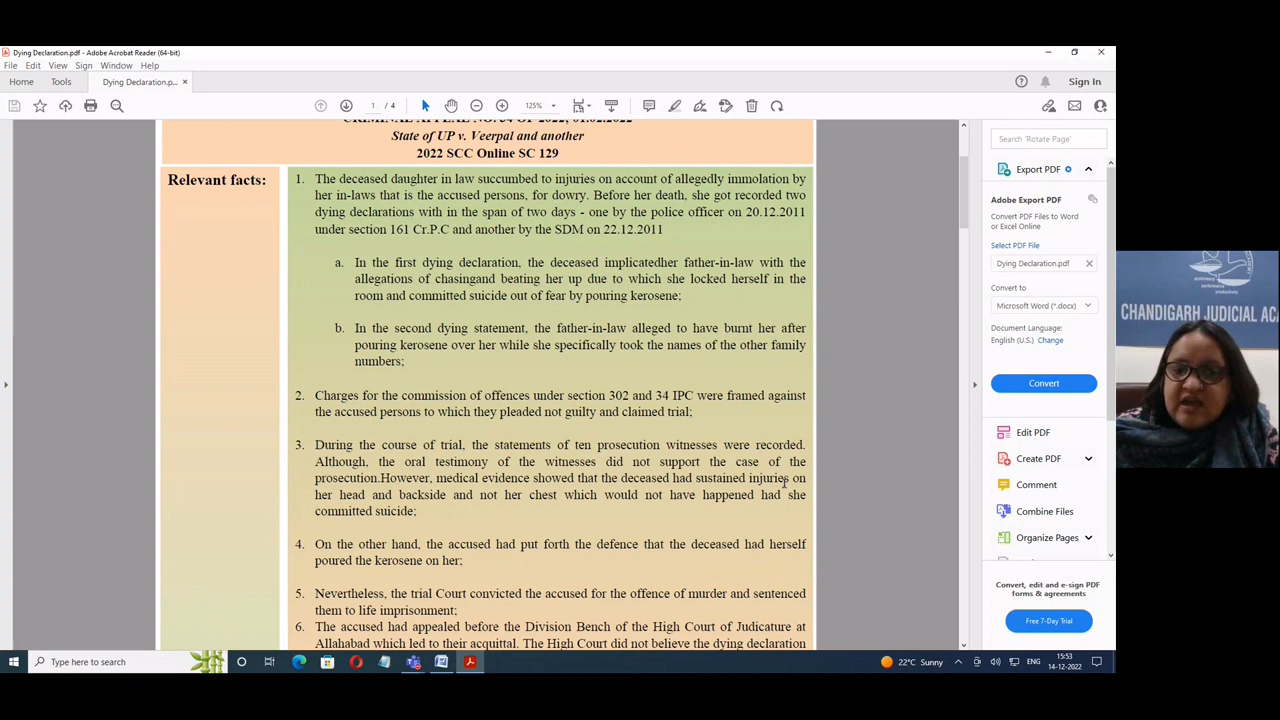 Dying Declaration.pdf - Adobe Acrobat Reader (64-bit)
File Edit View Sign Window Help
Home Tools Dying Declaration.p... × Sign In
1 / 4 125%
CRIMINAL APPEAL NO. 34 OF 2022, 01.02.2022
State of UP v. Veerpal and another
2022 SCC Online SC 129
Relevant facts:
1. The deceased daughter in law succumbed to injuries on account of allegedly immolation by
her in-laws that is the accused persons, for dowry. Before her death, she got recorded two
dying declarations with in the span of two days - one by the police officer on 20.12.2011
under section 161 Cr.P.C and another by the SDM on 22.12.2011
a. In the first dying declaration, the deceased implicatedher father-in-law with the
allegations of chasingand beating her up due to which she locked herself in the
room and committed suicide out of fear by pouring kerosene;
b. In the second dying statement, the father-in-law alleged to have burnt her after
pouring kerosene over her while she specifically took the names of the other family
numbers;
2. Charges for the commission of offences under section 302 and 34 IPC were framed against
the accused persons to which they pleaded not guilty and claimed trial;
3. During the course of trial, the statements of ten prosecution witnesses were recorded.
Although, the oral testimony of the witnesses did not support the case of the
prosecution.However, medical evidence showed that the deceased had sustained injuries on
her head and backside and not her chest which would not have happened had she
committed suicide;
4. On the other hand, the accused had put forth the defence that the deceased had herself
poured the kerosene on her;
5. Nevertheless, the trial Court convicted the accused for the offence of murder and sentenced
them to life imprisonment;
6. The accused had appealed before the Division Bench of the High Court of Judicature at
Allahabad which led to their acquittal. The High Court did not believe the dying declaration
Search 'Rotate Page'
Export PDF
Adobe Export PDF
Convert PDF Files to Word
or Excel Online
Select PDF File
Dying Declaration.pdf
Convert to
Microsoft Word (*.docx)
Document Language:
English (U.S.) Change
Convert
Edit PDF
Create PDF
Comment
Combine Files
Organize Pages
Convert, edit and e-sign PDF
forms & agreements
Free 7-Day Trial
CHANDIGARH JUDICIAL ACA
Type here to search
22°C Sunny
ENG
15:53
14-12-2022